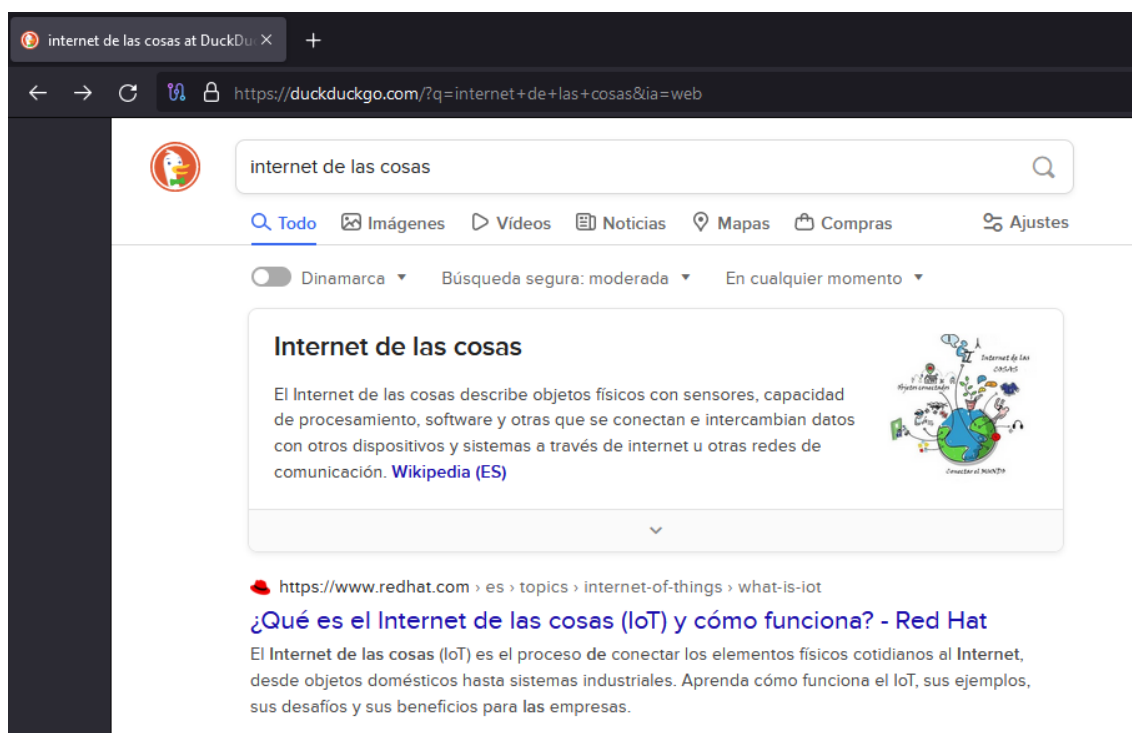 internet de las cosas at DuckDu
https://duckduckgo.com/?q=internet+de+las+cosas&ia=web
internet de las cosas
Todo Imágenes Vídeos Noticias Mapas Compras Ajustes
Dinamarca Búsqueda segura: moderada En cualquier momento
Internet de las cosas
El Internet de las cosas describe objetos físicos con sensores, capacidad
de procesamiento, software y otras que se conectan e intercambian datos
con otros dispositivos y sistemas a través de internet u otras redes de
comunicación. Wikipedia (ES)
Internet de las
COSAS
Objetos conectados
Conectar el MUNDO
https://www.redhat.com › es › topics › internet-of-things › what-is-iot
¿Qué es el Internet de las cosas (IoT) y cómo funciona? - Red Hat
El Internet de las cosas (IoT) es el proceso de conectar los elementos físicos cotidianos al Internet,
desde objetos domésticos hasta sistemas industriales. Aprenda cómo funciona el IoT, sus ejemplos,
sus desafíos y sus beneficios para las empresas.